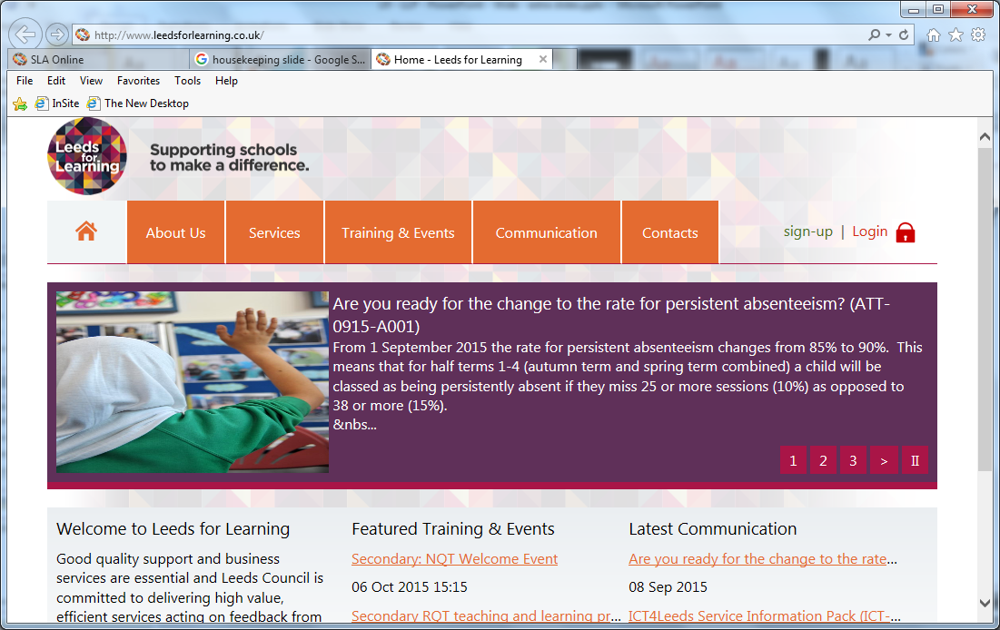 http://www.leedsforlearning.co.uk/
SLA Online
housekeeping slide - Google S...
Home - Leeds for Learning
File Edit View Favorites Tools Help
InSite The New Desktop
Leeds
for
Learning
Supporting schools
to make a difference.
About Us
Services
Training & Events
Communication
Contacts
sign-up | Login
Are you ready for the change to the rate for persistent absenteeism? (ATT-
0915-A001)
From 1 September 2015 the rate for persistent absenteeism changes from 85% to 90%. This
means that for half terms 1-4 (autumn term and spring term combined) a child will be
classed as being persistently absent if they miss 25 or more sessions (10%) as opposed to
38 or more (15%).
&nbs...
1 2 3 > II
Welcome to Leeds for Learning
Good quality support and business
services are essential and Leeds Council is
committed to delivering high value,
efficient services acting on feedback from
Featured Training & Events
Secondary: NQT Welcome Event
06 Oct 2015 15:15
Secondary RQT teaching and learning pr...
Latest Communication
Are you ready for the change to the rate...
08 Sep 2015
ICT4Leeds Service Information Pack (ICT-...